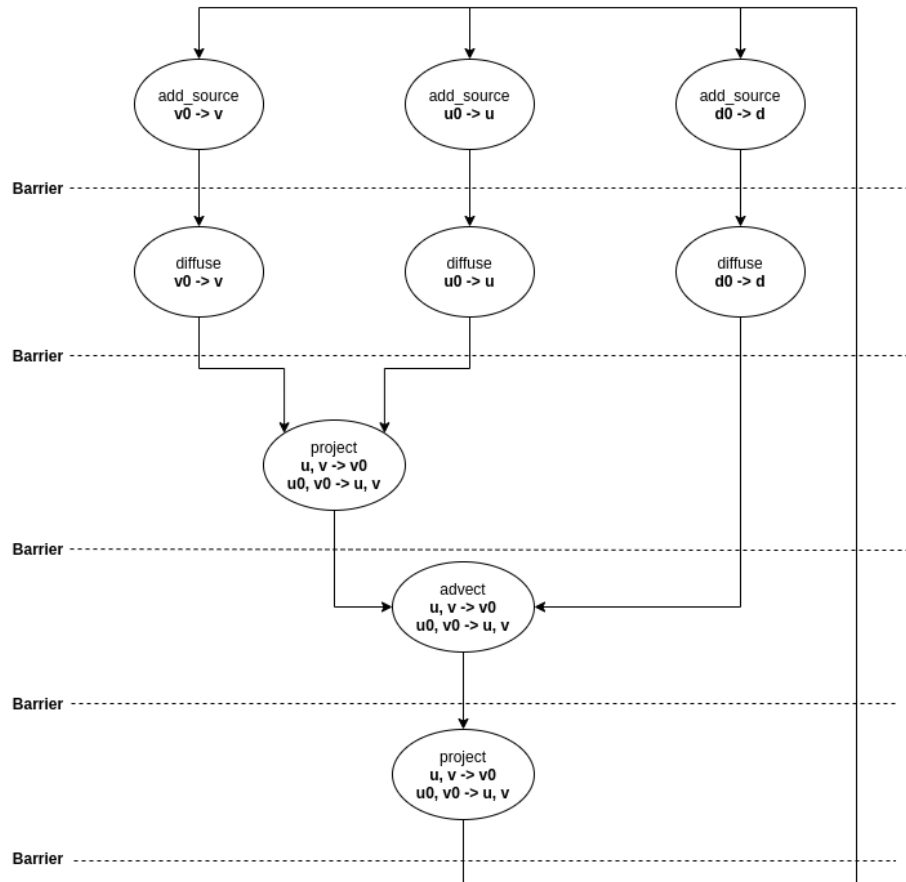 add_source
v0 -> v
add_source
u0 -> u
add_source
d0 -> d
Barrier
diffuse
v0 -> v
diffuse
u0 -> u
diffuse
d0 -> d
Barrier
project
u, v -> v0
u0, v0 -> u, v
Barrier
advect
u, v -> v0
u0, v0 -> u, v
Barrier
project
u, v -> v0
u0, v0 -> u, v
Barrier